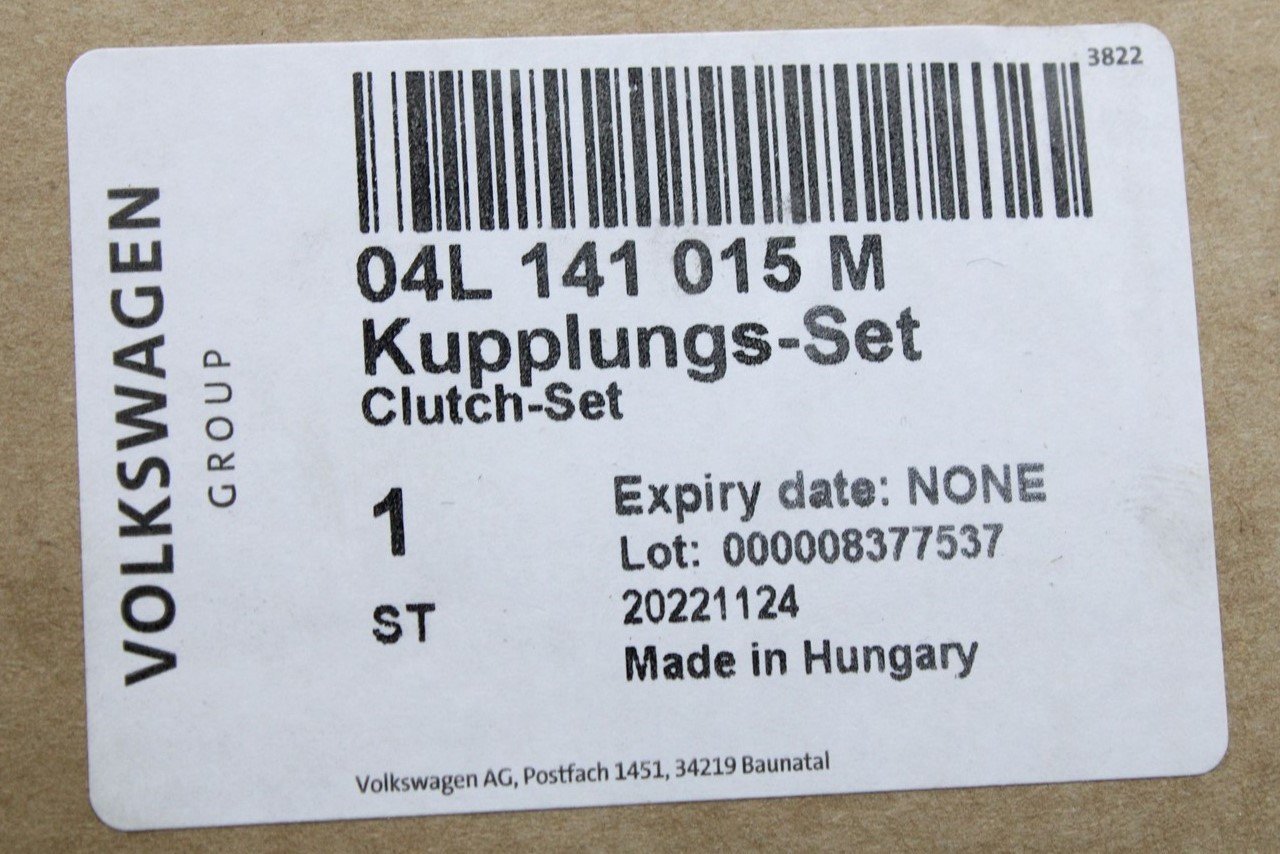 3822
VOLKSWAGEN
GROUP
04L 141 015 M
Kupplungs-Set
Clutch-Set
1
ST
Expiry date: NONE
Lot: 000008377537
20221124
Made in Hungary
Volkswagen AG, Postfach 1451, 34219 Baunatal